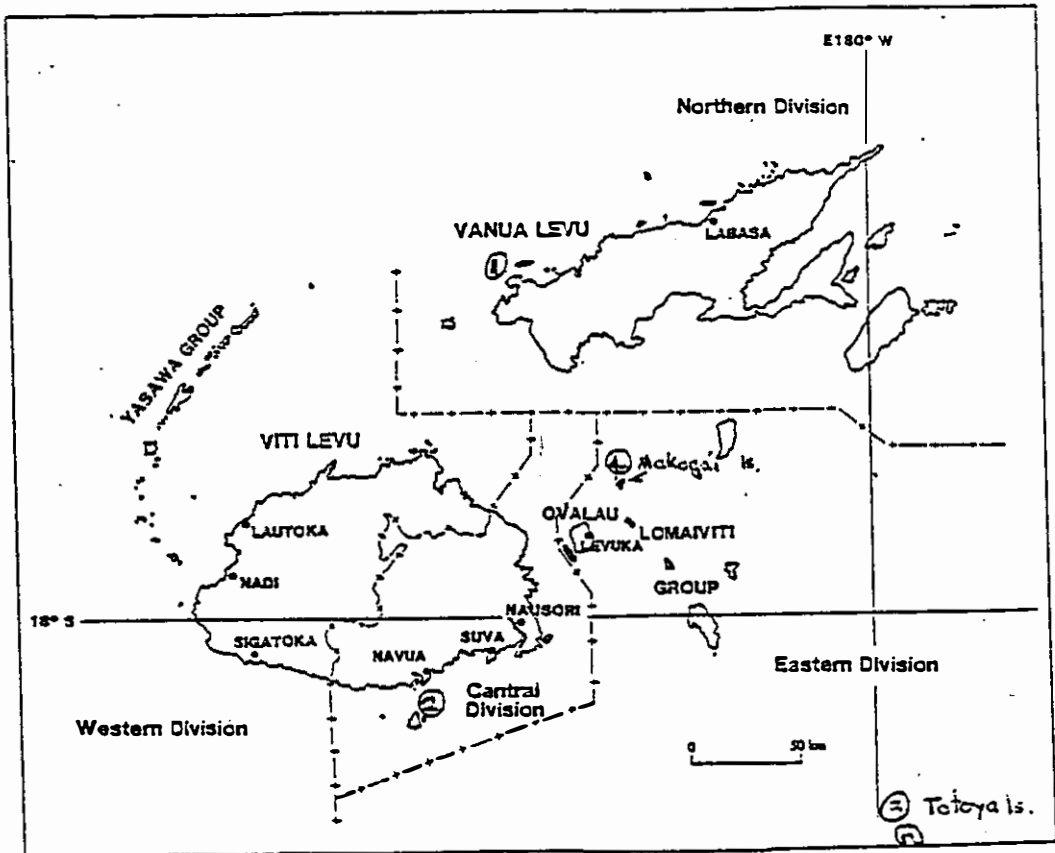 E180° W
Northern Division
VANUA LEVU
LABASA
YASAWA GROUP
VITI LEVU
Makogai Is.
OVALAU
LOMAIVITI
LAUTOKA
LEVUKA
NADI
GROUP
18° S
NAUSORI
SIGATOKA
NAVUA
SUVA
Eastern Division
Central
Division
Western Division
0
50 km
Totoya Is.